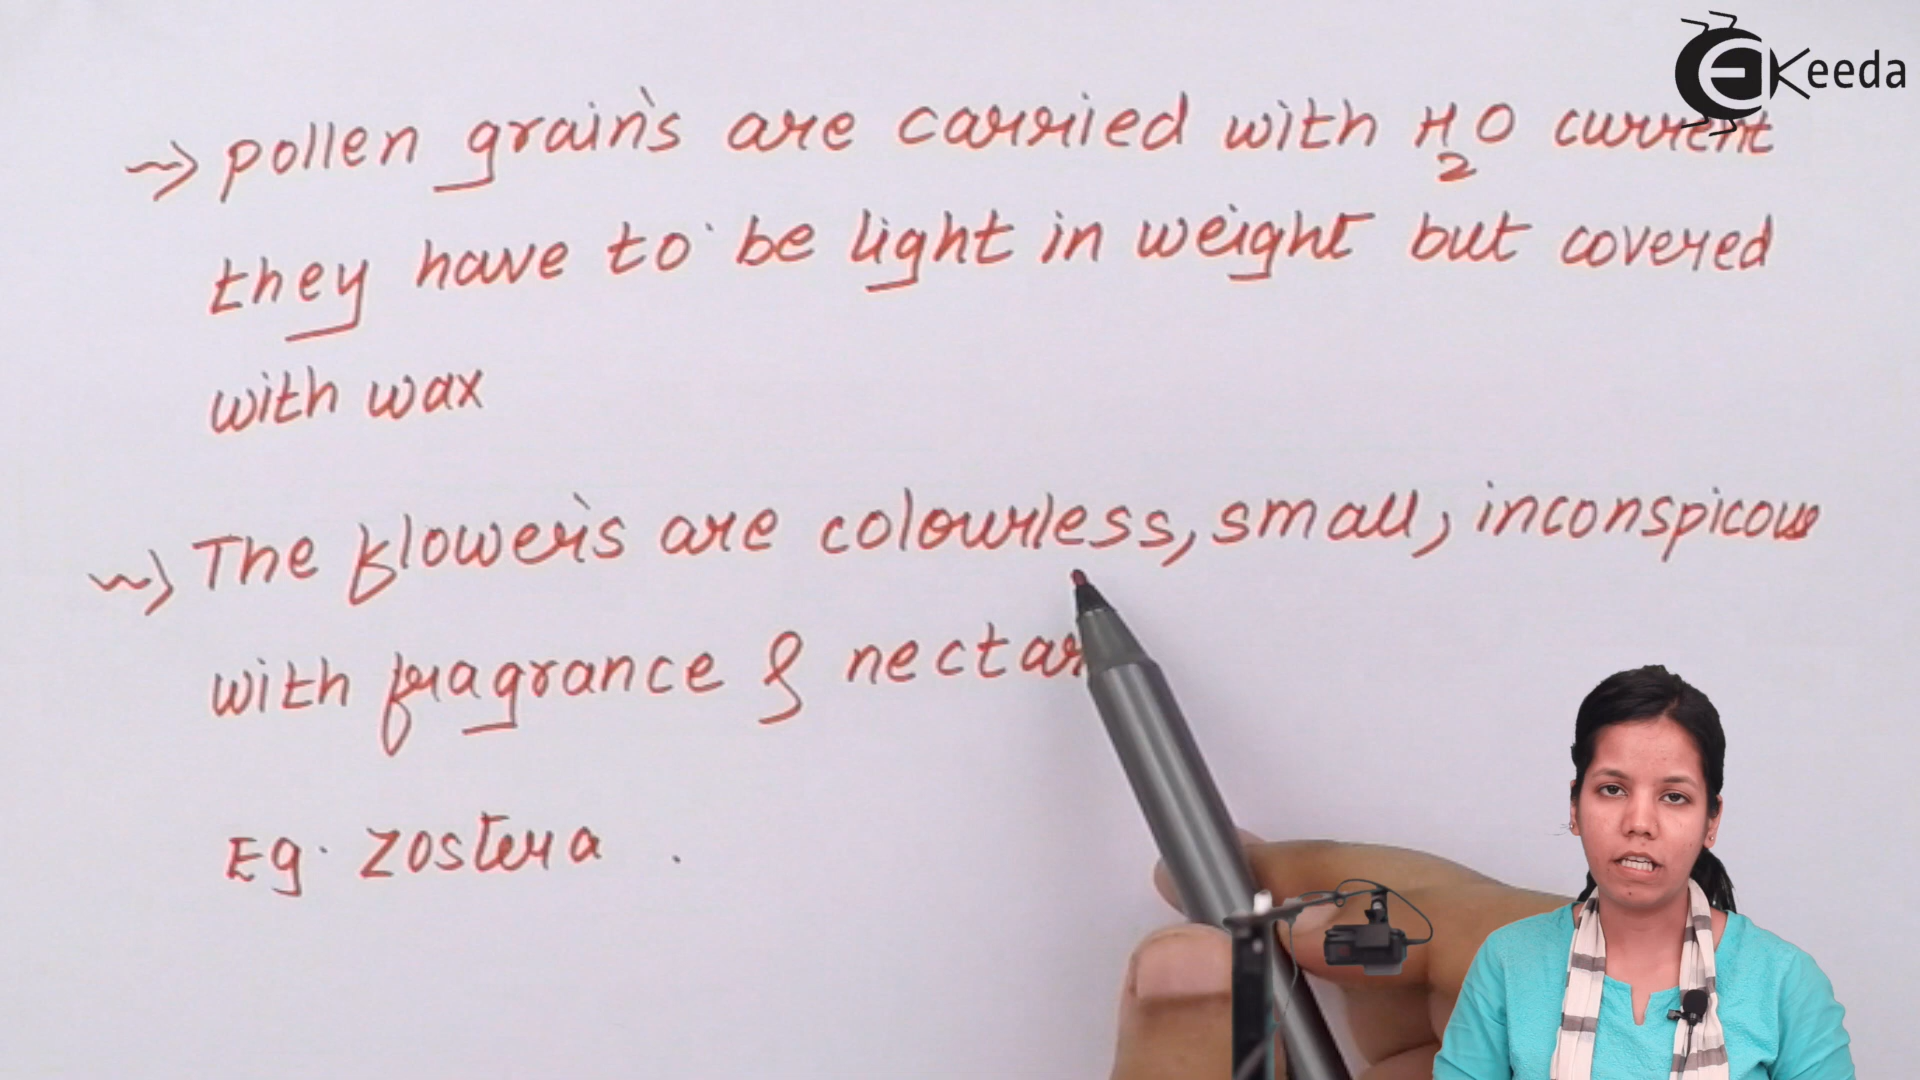 EKeeda
~> pollen grains are carried with H2O current
they have to be light in weight but covered
with wax
~> The flowers are colourless, small, inconspicous
with fragrance & nectar
Eg. Zostera .